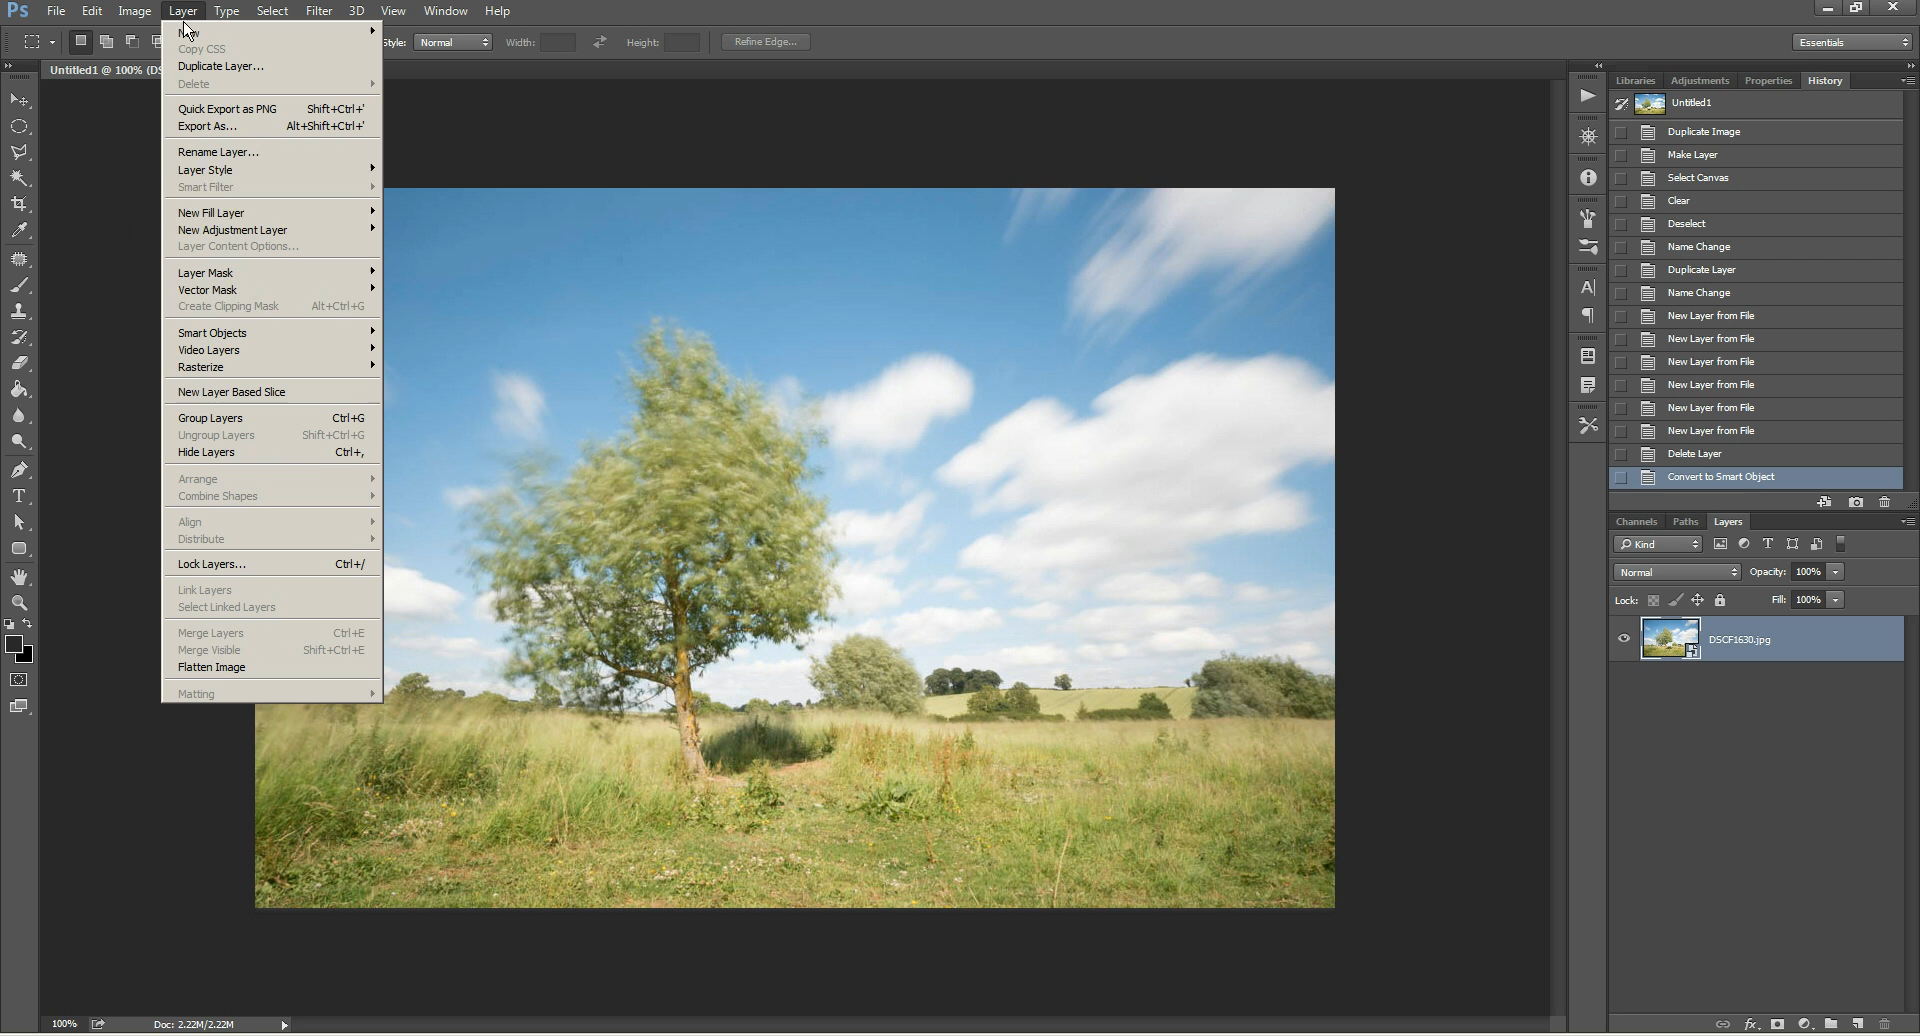 Ps File Edit Image Layer Type Select Filter 3D View Window Help
Style: Normal Width: Height: Refine Edge... Essentials
Untitled1 @ 100% (DS
New
Copy CSS
Duplicate Layer...
Delete
Quick Export as PNG Shift+Ctrl+'
Export As... Alt+Shift+Ctrl+'
Rename Layer...
Layer Style
Smart Filter
New Fill Layer
New Adjustment Layer
Layer Content Options...
Layer Mask
Vector Mask
Create Clipping Mask Alt+Ctrl+G
Smart Objects
Video Layers
Rasterize
New Layer Based Slice
Group Layers Ctrl+G
Ungroup Layers Shift+Ctrl+G
Hide Layers Ctrl+,
Arrange
Combine Shapes
Align
Distribute
Lock Layers... Ctrl+/
Link Layers
Select Linked Layers
Merge Layers Ctrl+E
Merge Visible Shift+Ctrl+E
Flatten Image
Matting
Libraries Adjustments Properties History
Untitled1
Duplicate Image
Make Layer
Select Canvas
Clear
Deselect
Name Change
Duplicate Layer
Name Change
New Layer from File
New Layer from File
New Layer from File
New Layer from File
New Layer from File
New Layer from File
Delete Layer
Convert to Smart Object
Channels Paths Layers
Kind
Normal Opacity: 100%
Lock: Fill: 100%
DSCF1630.jpg
100% Doc: 2.22M/2.22M